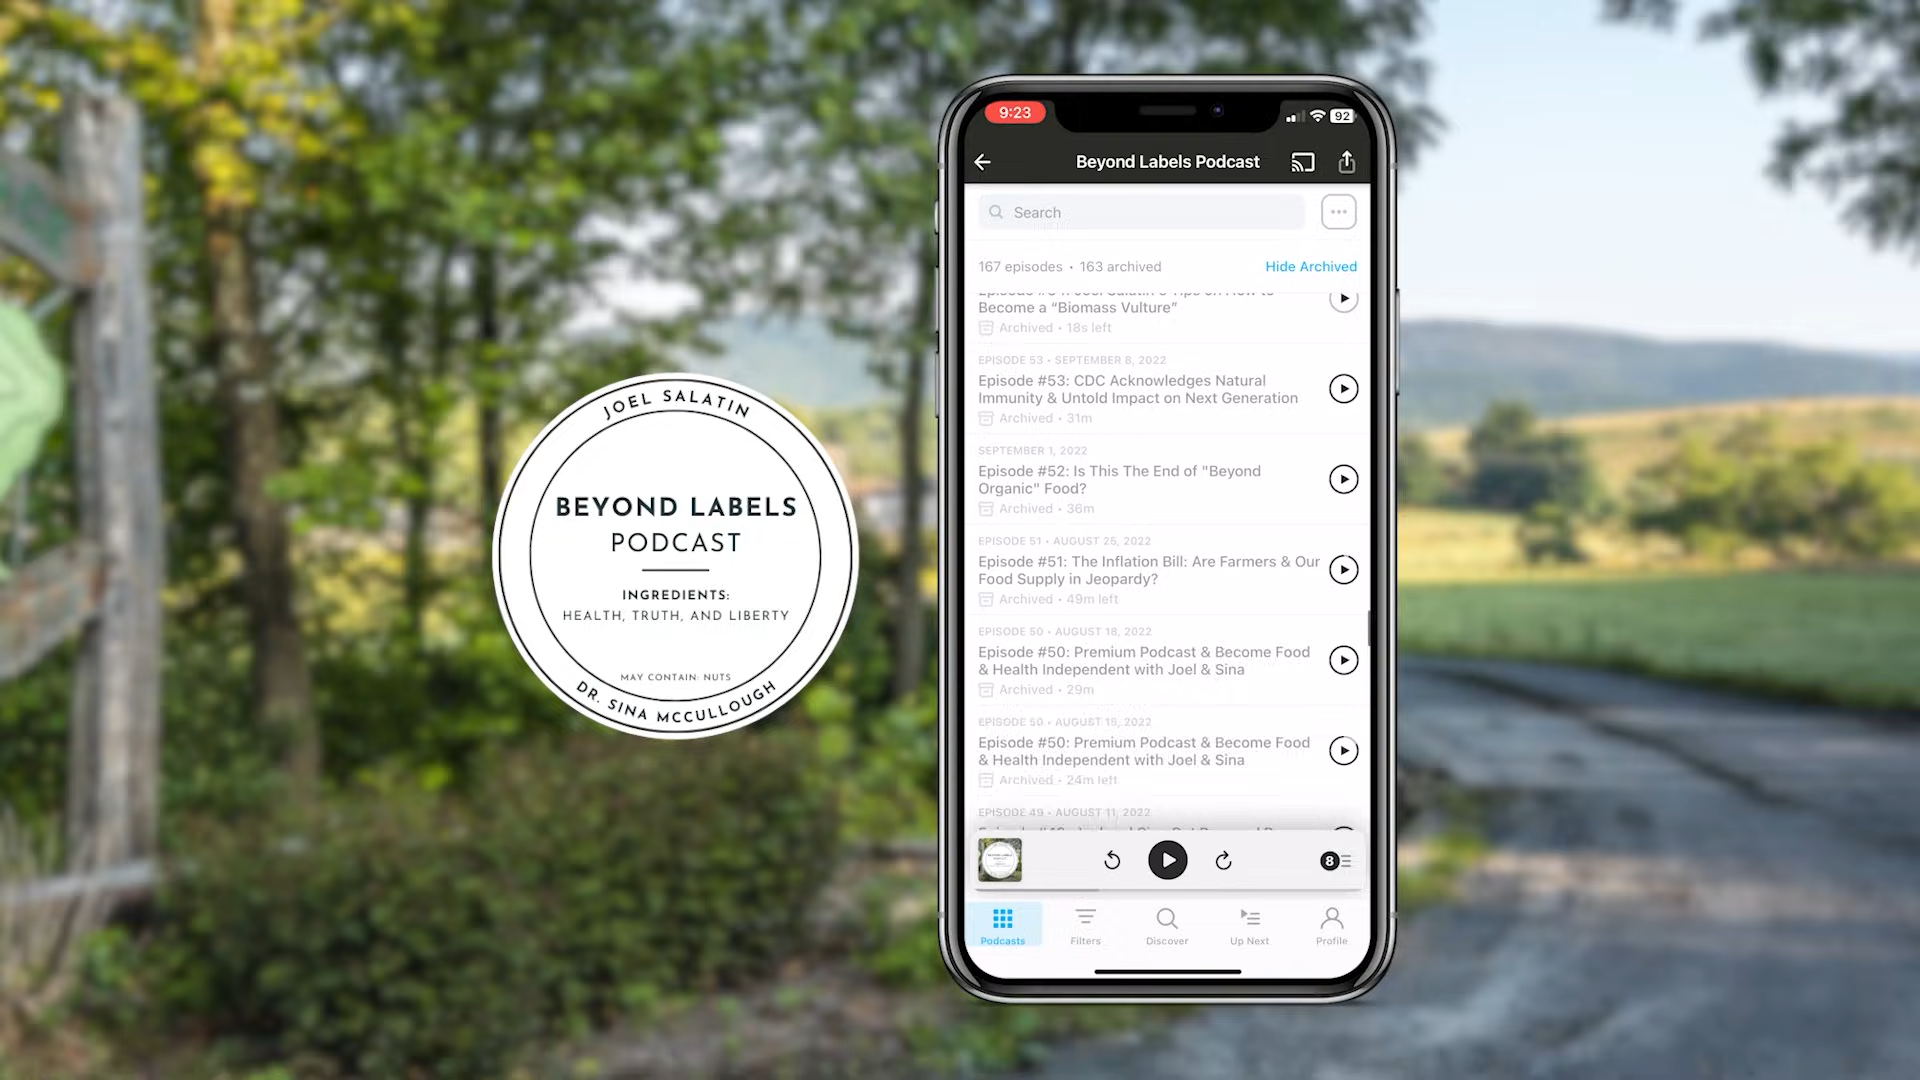 JOEL SALATIN
BEYOND LABELS
PODCAST
INGREDIENTS:
HEALTH, TRUTH, AND LIBERTY
MAY CONTAIN: NUTS
DR. SINA MCCULLOUGH
9:23
92
Beyond Labels Podcast
Search
167 episodes • 163 archived
Hide Archived
Become a “Biomass Vulture”
Archived • 18s left
EPISODE 53 • SEPTEMBER 8, 2022
Episode #53: CDC Acknowledges Natural
Immunity & Untold Impact on Next Generation
Archived • 31m
SEPTEMBER 1, 2022
Episode #52: Is This The End of "Beyond
Organic" Food?
Archived • 36m
EPISODE 51 • AUGUST 25, 2022
Episode #51: The Inflation Bill: Are Farmers & Our
Food Supply in Jeopardy?
Archived • 49m left
EPISODE 50 • AUGUST 18, 2022
Episode #50: Premium Podcast & Become Food
& Health Independent with Joel & Sina
Archived • 29m
EPISODE 50 • AUGUST 15, 2022
Episode #50: Premium Podcast & Become Food
& Health Independent with Joel & Sina
Archived • 24m left
EPISODE 49 • AUGUST 11, 2022
8
Podcasts
Filters
Discover
Up Next
Profile